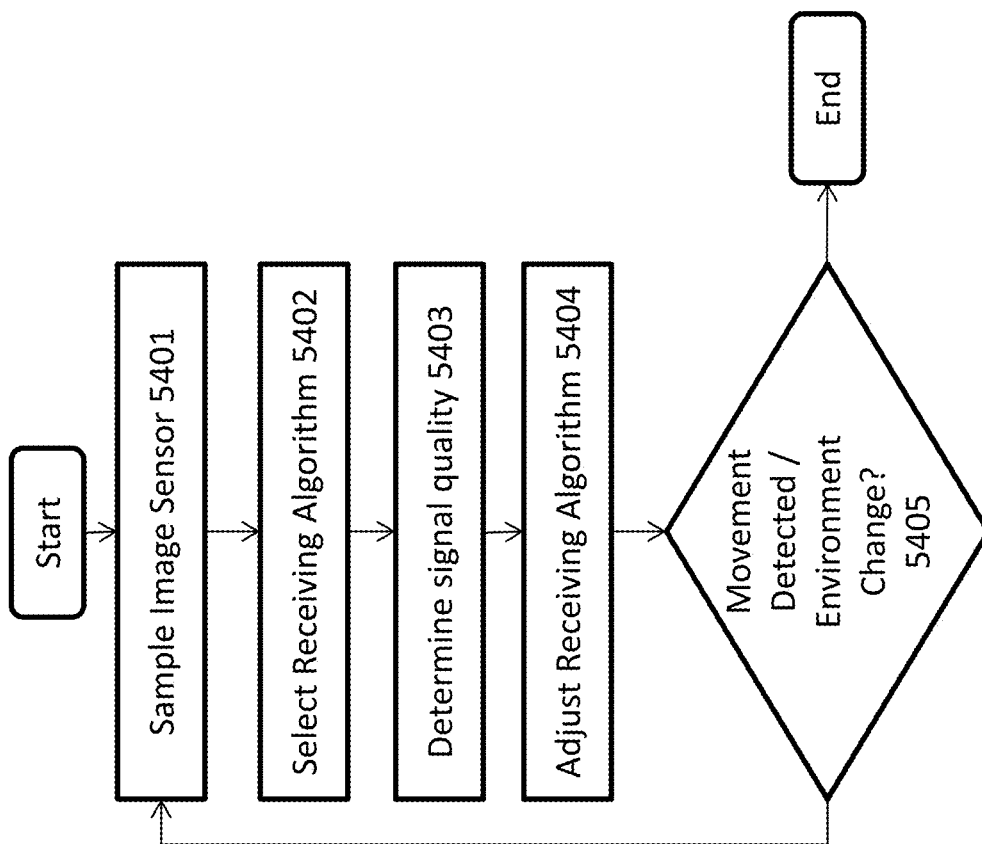 Start
Sample Image Sensor 5401
Select Receiving Algorithm 5402
Determine signal quality 5403
Adjust Receiving Algorithm 5404
Movement
Detected /
Environment
Change?
5405
End